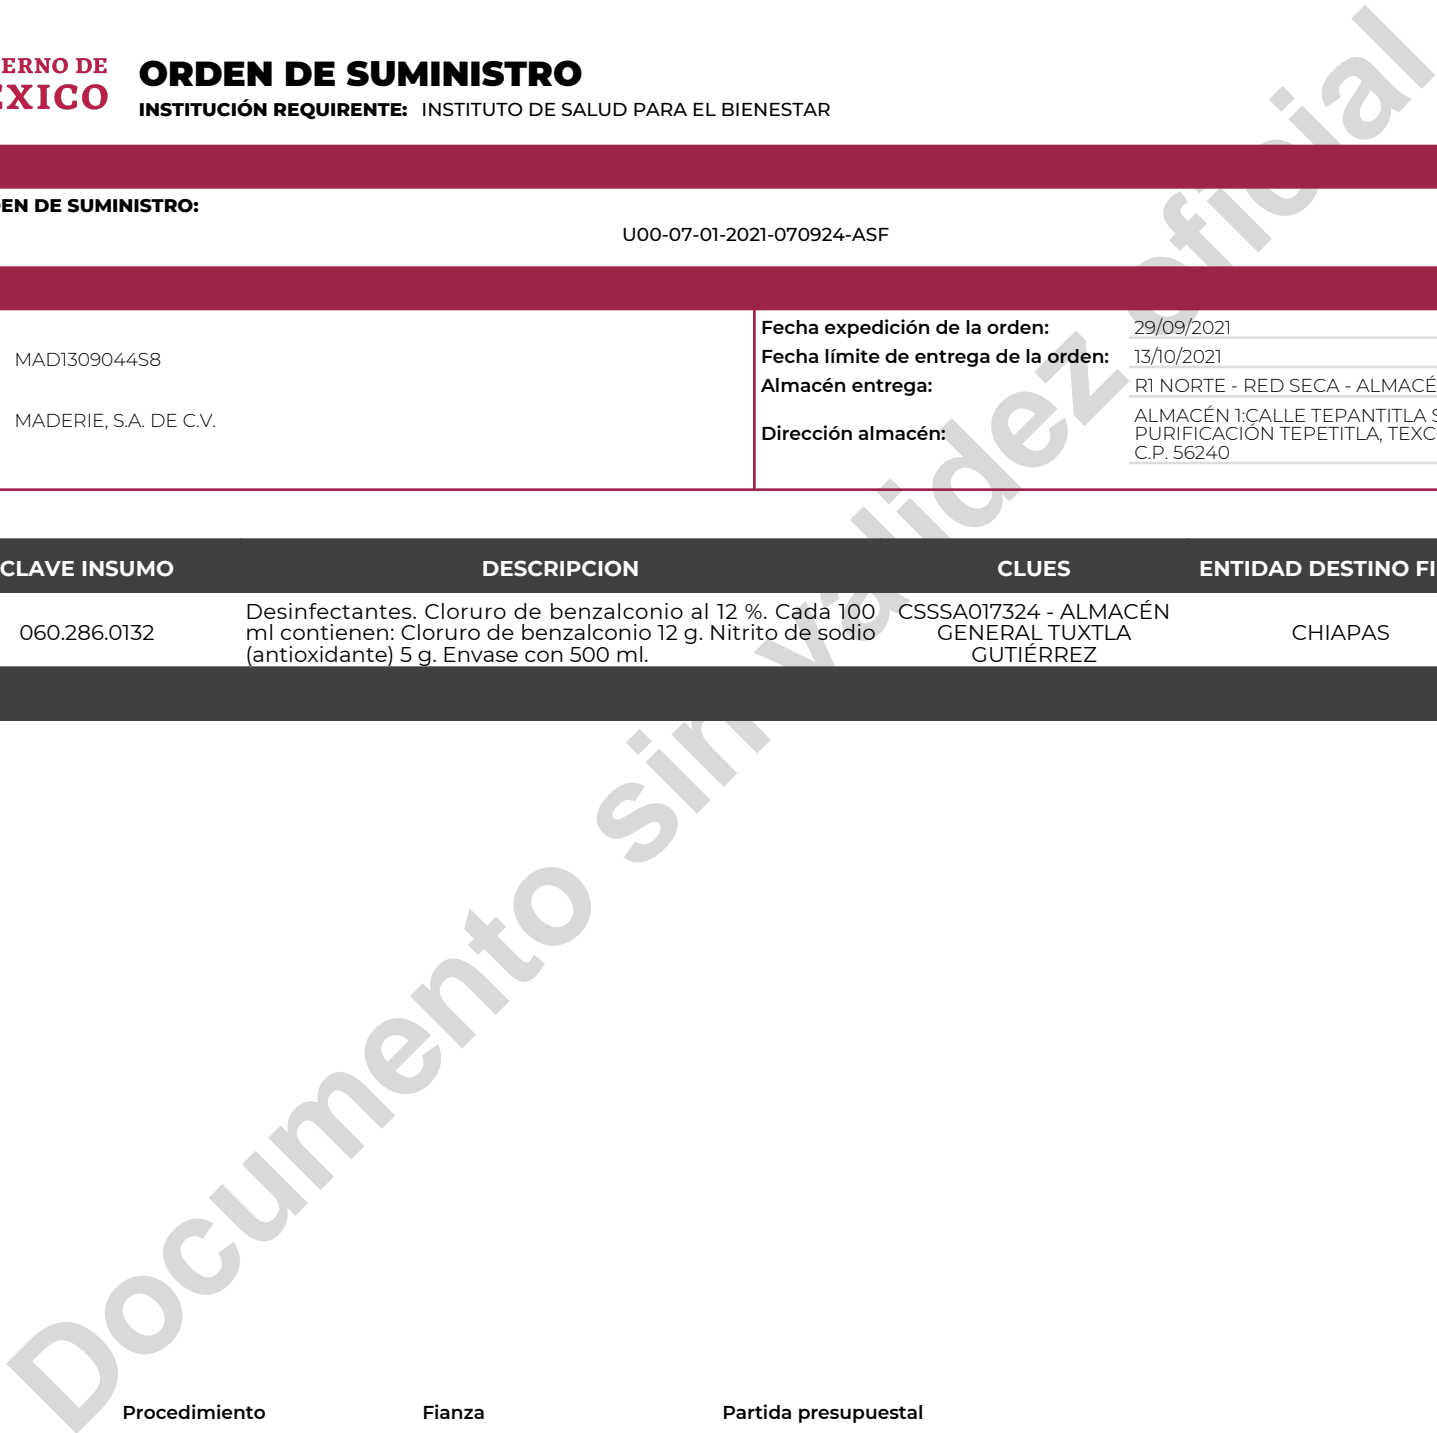 ERNO DE
EXICO
ORDEN DE SUMINISTRO
INSTITUCIÓN REQUIRENTE: INSTITUTO DE SALUD PARA EL BIENESTAR
EN DE SUMINISTRO:
U00-07-01-2021-070924-ASF
MAD1309044S8
MADERIE, S.A. DE C.V.
Fecha expedición de la orden: 29/09/2021
Fecha límite de entrega de la orden: 13/10/2021
Almacén entrega: R1 NORTE - RED SECA - ALMACÉ
Dirección almacén:
ALMACÉN 1:CALLE TEPANTITLA S
PURIFICACIÓN TEPETITLA, TEXC
C.P. 56240
CLAVE INSUMO DESCRIPCION CLUES ENTIDAD DESTINO FI
060.286.0132
Desinfectantes. Cloruro de benzalconio al 12 %. Cada 100
ml contienen: Cloruro de benzalconio 12 g. Nitrito de sodio
(antioxidante) 5 g. Envase con 500 ml.
CSSSA017324 - ALMACÉN
GENERAL TUXTLA
GUTIÉRREZ
CHIAPAS
Documento sin validez oficial
Procedimiento Fianza Partida presupuestal